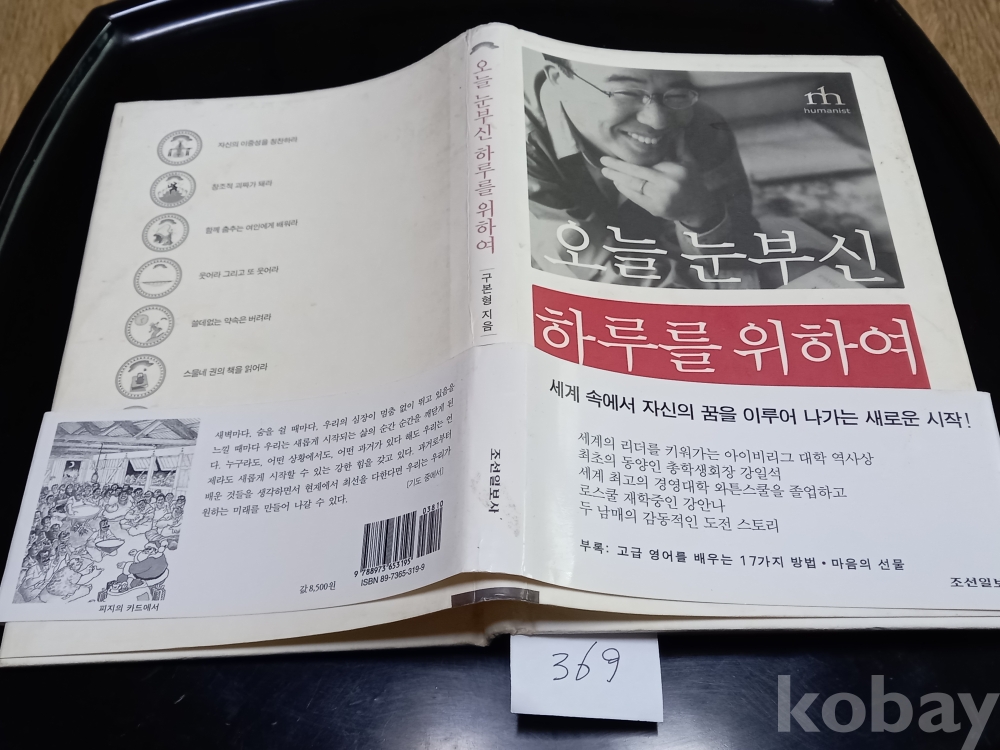 자신의 이중성을 칭찬하라
창조적 괴짜가 돼라
함께 춤추는 여인에게 배워라
웃어라 그리고 또 웃어라
쓸데없는 약속은 버려라
스물네 권의 책을 읽어라
새벽마다, 숨을 쉴 때마다, 우리의 심장이 멈춤 없이 뛰고 있음을
느낄 때마다 우리는 새롭게 시작되는 삶의 순간 순간을 깨닫게 된
다. 누구라도, 어떤 상황에서도, 어떤 과거가 있다 해도 우리는 언
제라도 새롭게 시작할 수 있는 강한 힘을 갖고 있다. 과거로부터
배운 것들을 생각하면서 현재에서 최선을 다한다면 우리는 우리가
원하는 미래를 만들어 나갈 수 있다.
[기도 중에서]
피지의 카드에서
값 8,500원
03810
9 788973 653195
ISBN 89-7365-319-9
오늘 눈부신 하루를 위하여
구본형 지음
조선일보사
humanist
오늘 눈부신
하루를 위하여
세계 속에서 자신의 꿈을 이루어 나가는 새로운 시작!
세계의 리더를 키워가는 아이비리그 대학 역사상
최초의 동양인 총학생회장 강일석
세계 최고의 경영대학 와튼스쿨을 졸업하고
로스쿨 재학중인 강안나
두 남매의 감동적인 도전 스토리
부록: 고급 영어를 배우는 17가지 방법 • 마음의 선물
조선일보
369
kobay